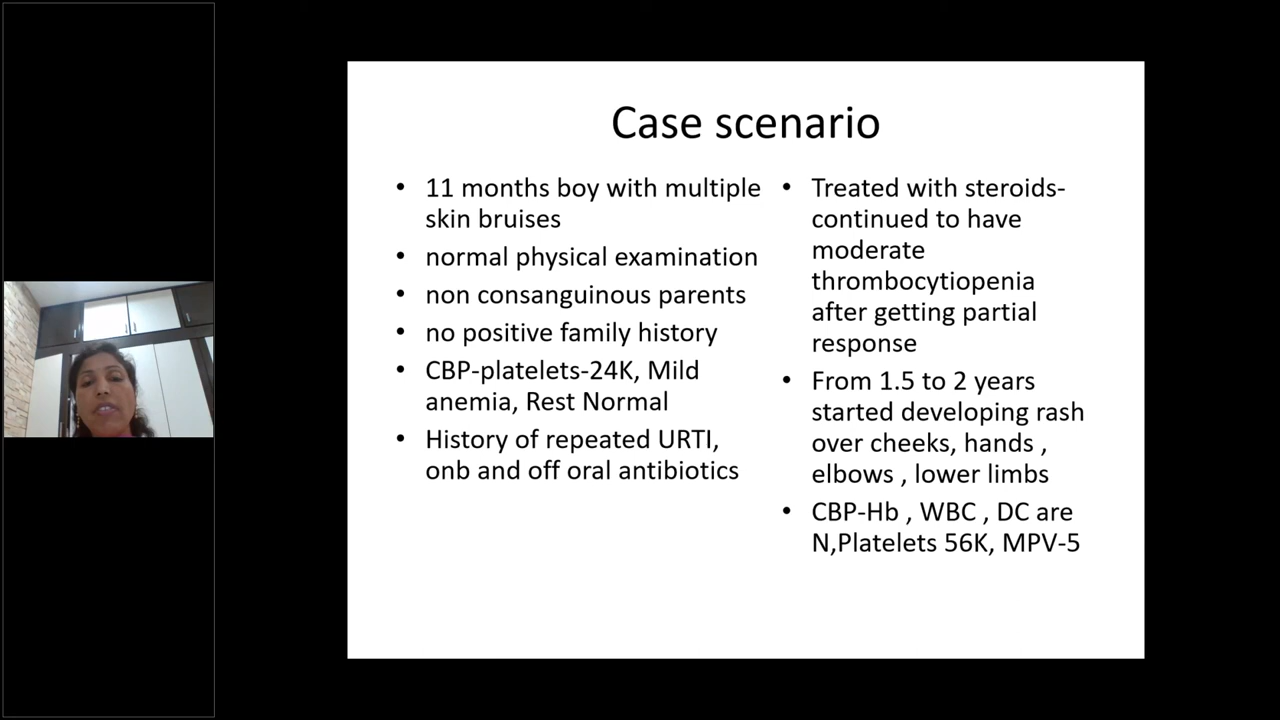 Case scenario
• 11 months boy with multiple
skin bruises
• normal physical examination
• non consanguinous parents
• no positive family history
• CBP-platelets-24K, Mild
anemia, Rest Normal
• History of repeated URTI,
onb and off oral antibiotics
• Treated with steroids-
continued to have
moderate
thrombocytiopenia
after getting partial
response
• From 1.5 to 2 years
started developing rash
over cheeks, hands ,
elbows , lower limbs
• CBP-Hb , WBC , DC are
N,Platelets 56K, MPV-5